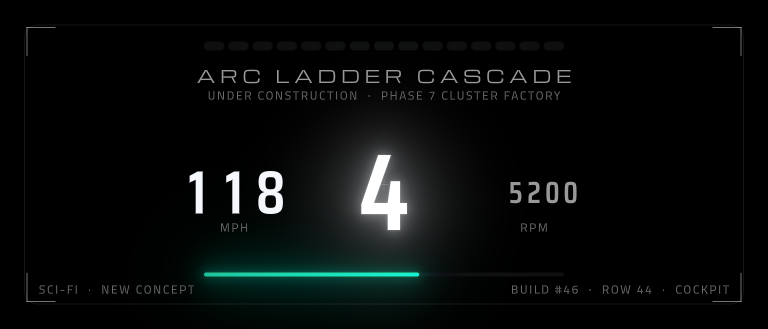 ARC LADDER CASCADE
UNDER CONSTRUCTION · PHASE 7 CLUSTER FACTORY
118
MPH
4
5200
RPM
SCI-FI · NEW CONCEPT
BUILD #46 · ROW 44 · COCKPIT